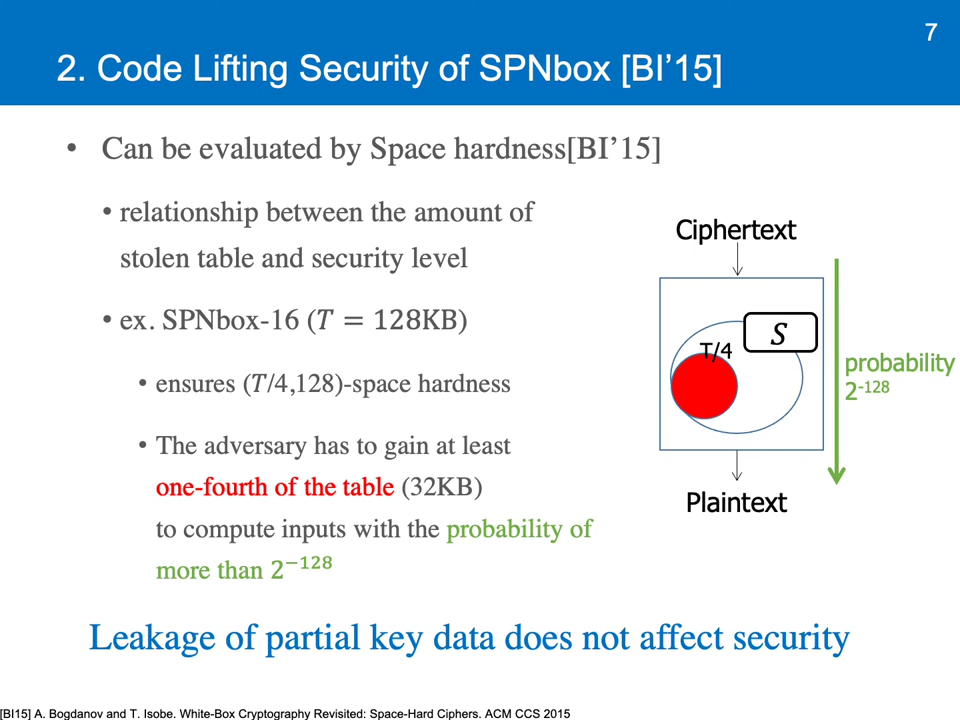 7
2. Code Lifting Security of SPNbox [BI’15]
• Can be evaluated by Space hardness[BI’15]
• relationship between the amount of
stolen table and security level
• ex. SPNbox-16 (𝑇 = 128KB)
• ensures (𝑇/4,128)-space hardness
• The adversary has to gain at least
one-fourth of the table (32KB)
to compute inputs with the probability of
more than 2⁻¹²⁸
Ciphertext
S
T/4
probability
2⁻¹²⁸
Plaintext
Leakage of partial key data does not affect security
[BI15] A. Bogdanov and T. Isobe. White-Box Cryptography Revisited: Space-Hard Ciphers. ACM CCS 2015